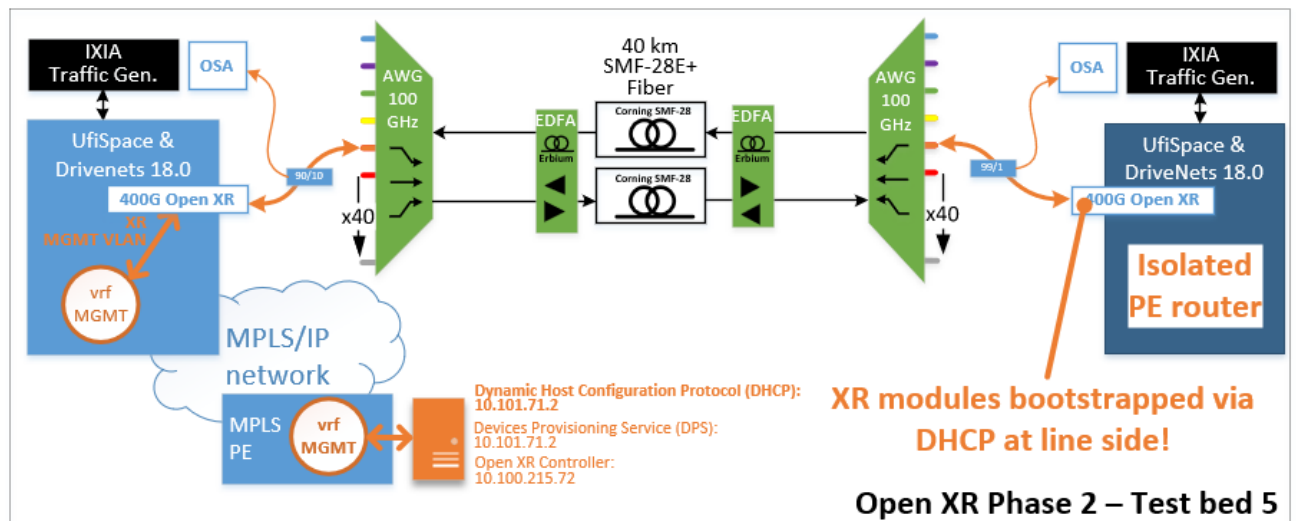 IXIA
Traffic Gen.
OSA
UfiSpace &
Drivenets 18.0
400G Open XR
XR
MGMT VLAN
vrf
MGMT
90/10
x40
AWG
100
GHz
40 km
SMF-28E+
Fiber
EDFA
Erbium
Corning SMF-28
Corning SMF-28
EDFA
Erbium
AWG
100
GHz
x40
99/1
OSA
IXIA
Traffic Gen.
UfiSpace &
DriveNets 18.0
400G Open XR
Isolated
PE router
MPLS/IP
network
MPLS
PE
vrf
MGMT
Dynamic Host Configuration Protocol (DHCP):
10.101.71.2
Devices Provisioning Service (DPS):
10.101.71.2
Open XR Controller:
10.100.215.72
XR modules bootstrapped via
DHCP at line side!
Open XR Phase 2 – Test bed 5